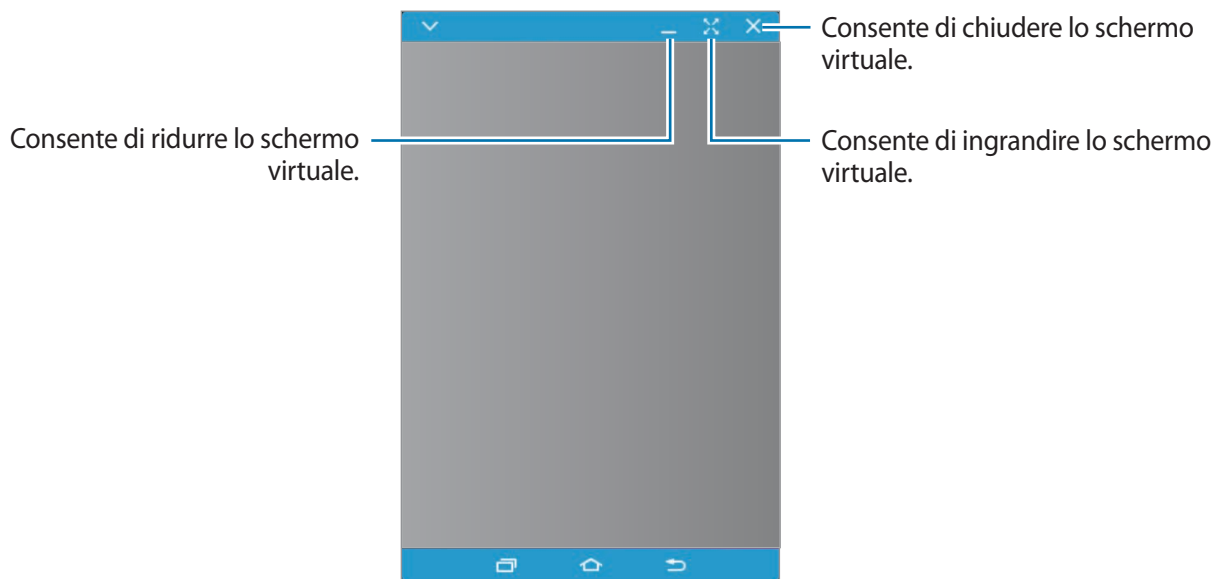 Consente di chiudere lo schermo
virtuale.
Consente di ridurre lo schermo
virtuale.
Consente di ingrandire lo schermo
virtuale.